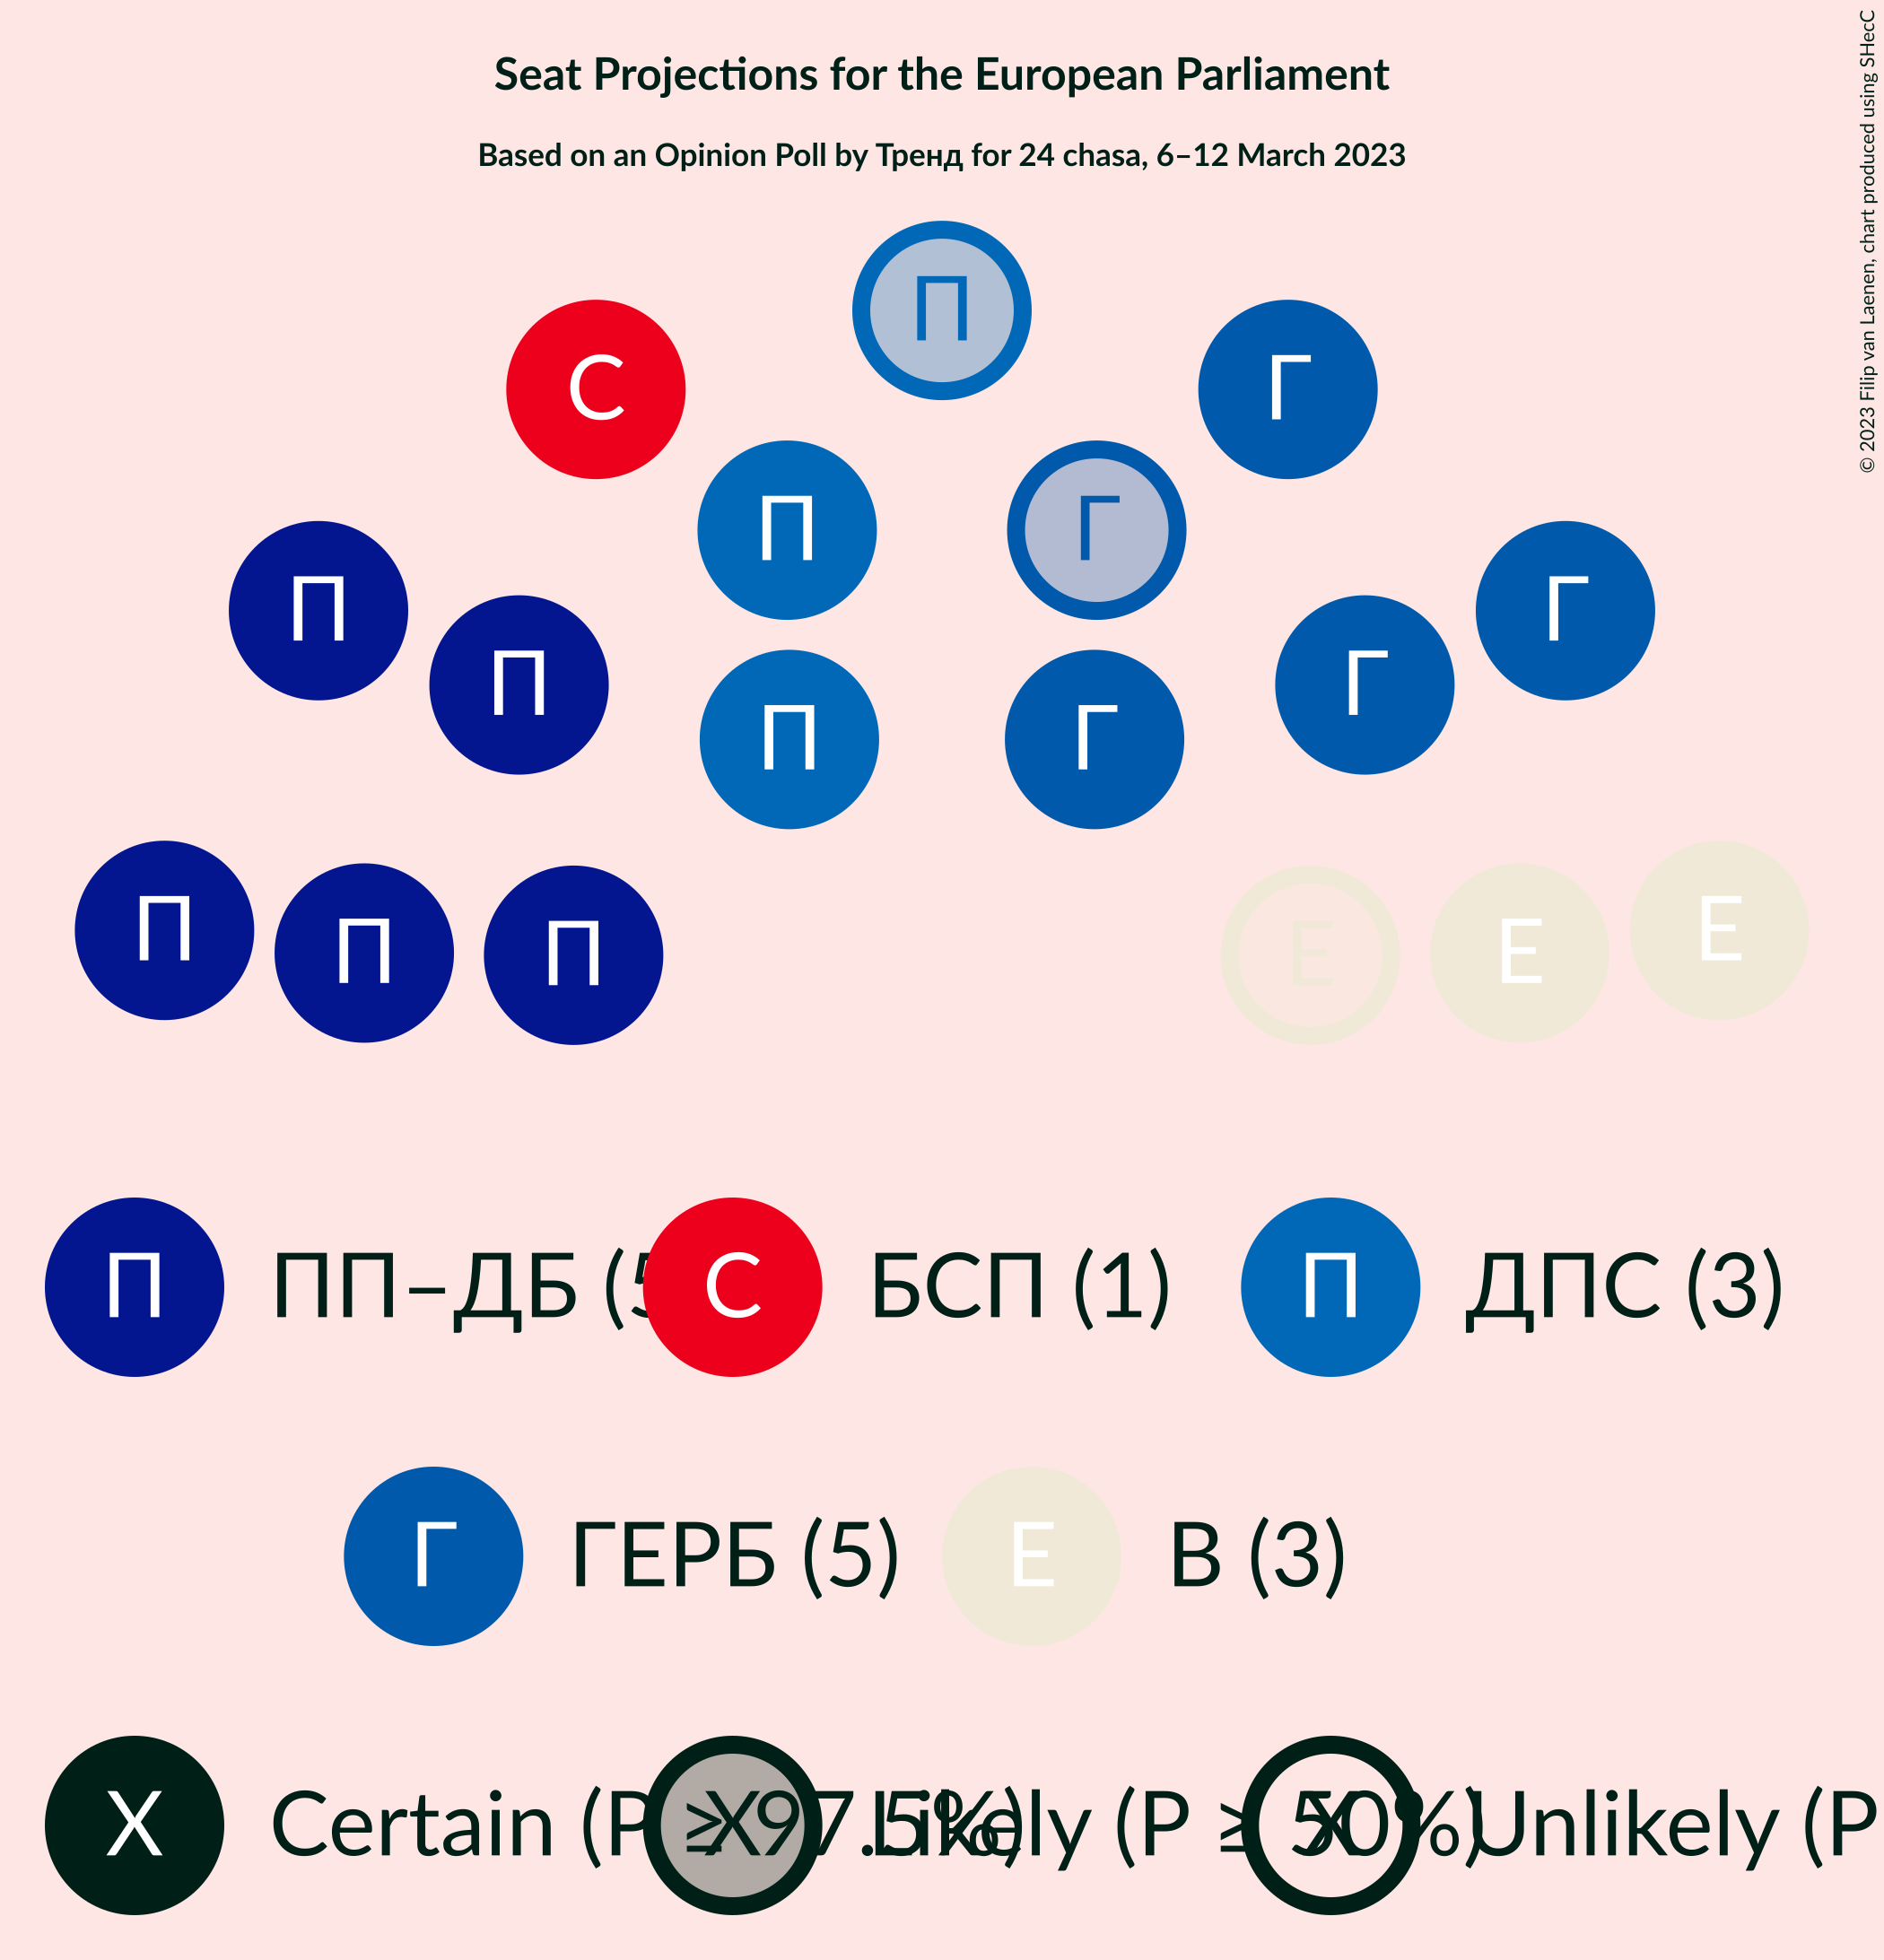 Seat Projections for the European Parliament
Based on an Opinion Poll by Тренд for 24 chasa, 6–12 March 2023
© 2023 Filip van Laenen, chart produced using SHecC
П
С Г
П Г
П Г
П Г
П Г
П П П Е Е Е
П ПП–ДБ (5 С БСП (1) П ДПС (3)
Г ГЕРБ (5) Е В (3)
X Certain (P ≥ 97.5%) X Likely (P ≥ 50%) X Unlikely (P